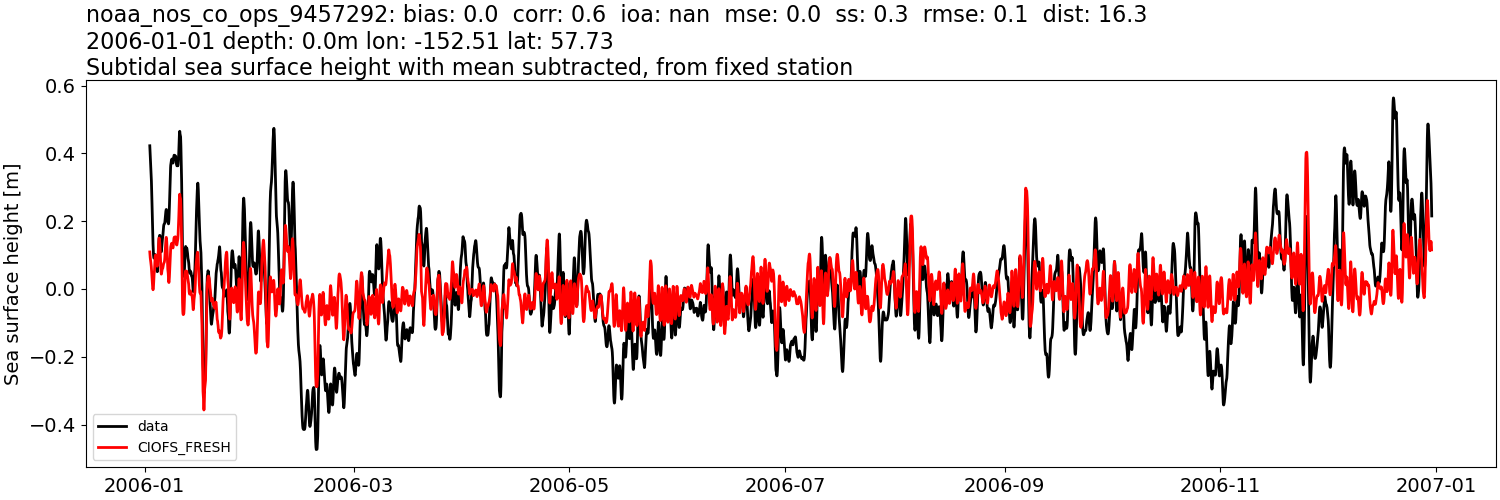 noaa_nos_co_ops_9457292: bias: 0.0  corr: 0.6  ioa: nan  mse: 0.0  ss: 0.3  rmse: 0.1  dist: 16.3
2006-01-01 depth: 0.0m lon: -152.51 lat: 57.73
Subtidal sea surface height with mean subtracted, from fixed station
Sea surface height [m]
0.6
0.4
0.2
0.0
−0.2
−0.4
data
CIOFS_FRESH
2006-01
2006-03
2006-05
2006-07
2006-09
2006-11
2007-01